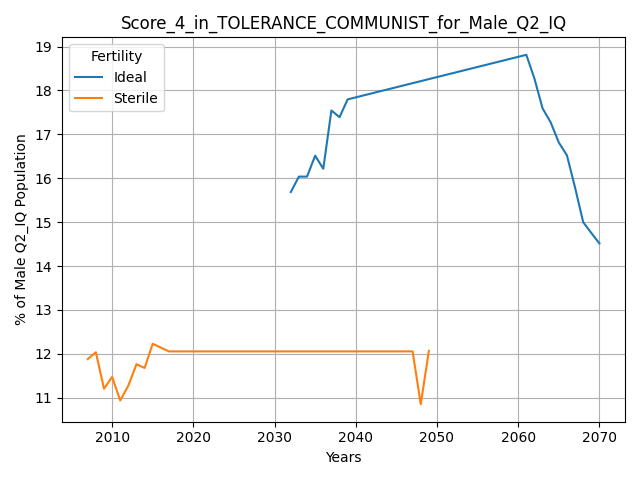 Score_4_in_TOLERANCE_COMMUNIST_for_Male_Q2_IQ
Fertility
Ideal
Sterile
% of Male Q2_IQ Population
19
18
17
16
15
14
13
12
11
2010
2020
2030
2040
2050
2060
2070
Years